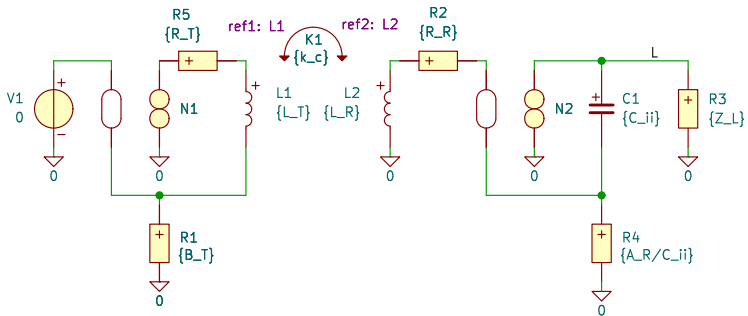 R5
{R_T}
ref1: L1
K1
{k_c}
ref2: L2
R2
{R_R}
L
V1
0
+
−
0
+
N1
0
+
L1
{L_T}
L2
{L_R}
+
0
+
N2
0
+
C1
{C_ii}
+
R3
{Z_L}
0
+
R1
{B_T}
0
+
R4
{A_R/C_ii}
0